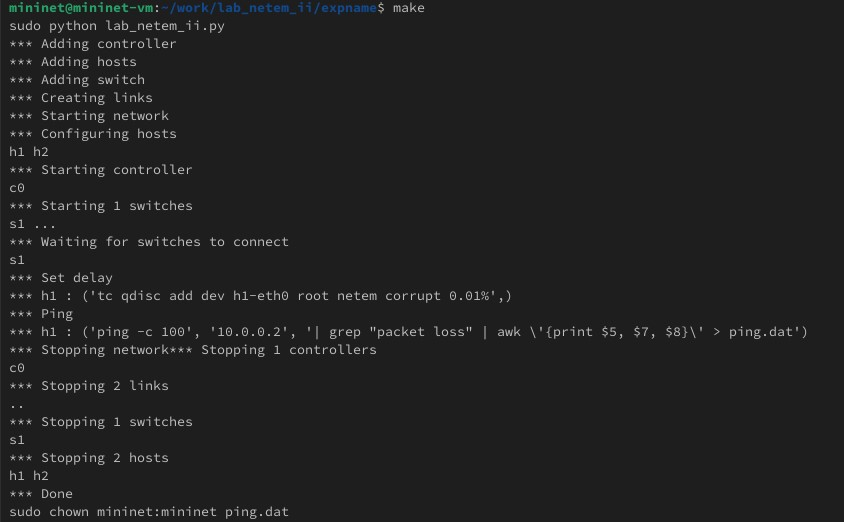 mininet@mininet-vm:~/work/lab_netem_ii/expname$ make
sudo python lab_netem_ii.py
*** Adding controller
*** Adding hosts
*** Adding switch
*** Creating links
*** Starting network
*** Configuring hosts
h1 h2
*** Starting controller
c0
*** Starting 1 switches
s1 ...
*** Waiting for switches to connect
s1
*** Set delay
*** h1 : ('tc qdisc add dev h1-eth0 root netem corrupt 0.01%',)
*** Ping
*** h1 : ('ping -c 100', '10.0.0.2', '| grep "packet loss" | awk \'{print $5, $7, $8}\' > ping.dat')
*** Stopping network*** Stopping 1 controllers
c0
*** Stopping 2 links
..
*** Stopping 1 switches
s1
*** Stopping 2 hosts
h1 h2
*** Done
sudo chown mininet:mininet ping.dat